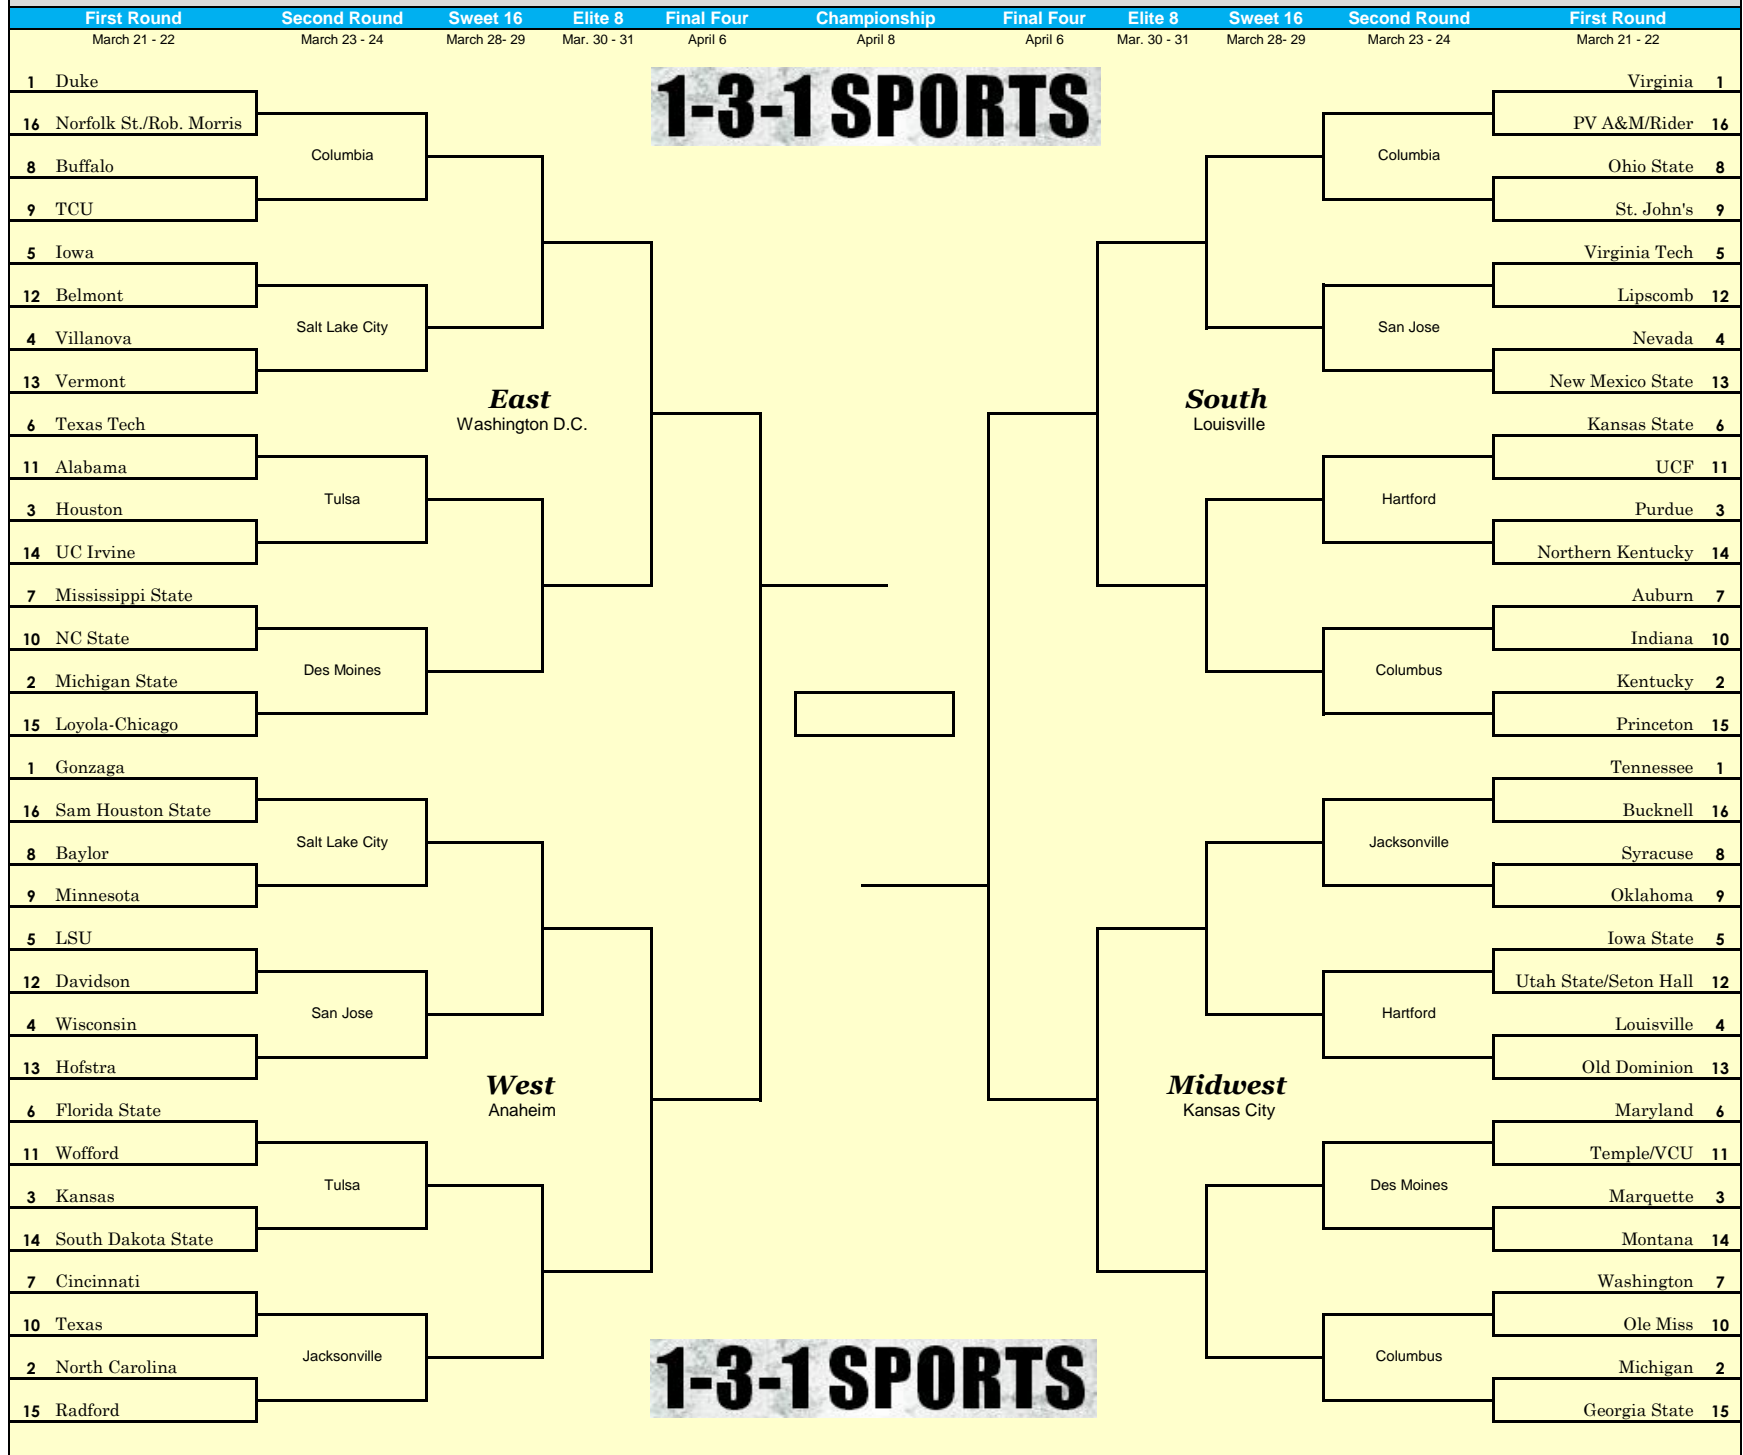 First Round Second Round Sweet 16 Elite 8 Final Four Championship Final Four Elite 8 Sweet 16 Second Round First Round
March 21 - 22 March 23 - 24 March 28- 29 Mar. 30 - 31 April 6 April 8 April 6 Mar. 30 - 31 March 28- 29 March 23 - 24 March 21 - 22
1-3-1 SPORTS
1 Duke
16 Norfolk St./Rob. Morris
Columbia
8 Buffalo
9 TCU
5 Iowa
12 Belmont
Salt Lake City
4 Villanova
13 Vermont
East
Washington D.C.
6 Texas Tech
11 Alabama
Tulsa
3 Houston
14 UC Irvine
7 Mississippi State
10 NC State
Des Moines
2 Michigan State
15 Loyola-Chicago
1 Gonzaga
16 Sam Houston State
Salt Lake City
8 Baylor
9 Minnesota
5 LSU
12 Davidson
San Jose
4 Wisconsin
13 Hofstra
West
Anaheim
6 Florida State
11 Wofford
Tulsa
3 Kansas
14 South Dakota State
7 Cincinnati
10 Texas
Jacksonville
2 North Carolina
15 Radford
Virginia 1
PV A&M/Rider 16
Columbia
Ohio State 8
St. John's 9
Virginia Tech 5
Lipscomb 12
San Jose
Nevada 4
New Mexico State 13
South
Louisville
Kansas State 6
UCF 11
Hartford
Purdue 3
Northern Kentucky 14
Auburn 7
Indiana 10
Columbus
Kentucky 2
Princeton 15
Tennessee 1
Bucknell 16
Jacksonville
Syracuse 8
Oklahoma 9
Iowa State 5
Utah State/Seton Hall 12
Hartford
Louisville 4
Old Dominion 13
Midwest
Kansas City
Maryland 6
Temple/VCU 11
Des Moines
Marquette 3
Montana 14
Washington 7
Ole Miss 10
Columbus
Michigan 2
Georgia State 15
1-3-1 SPORTS